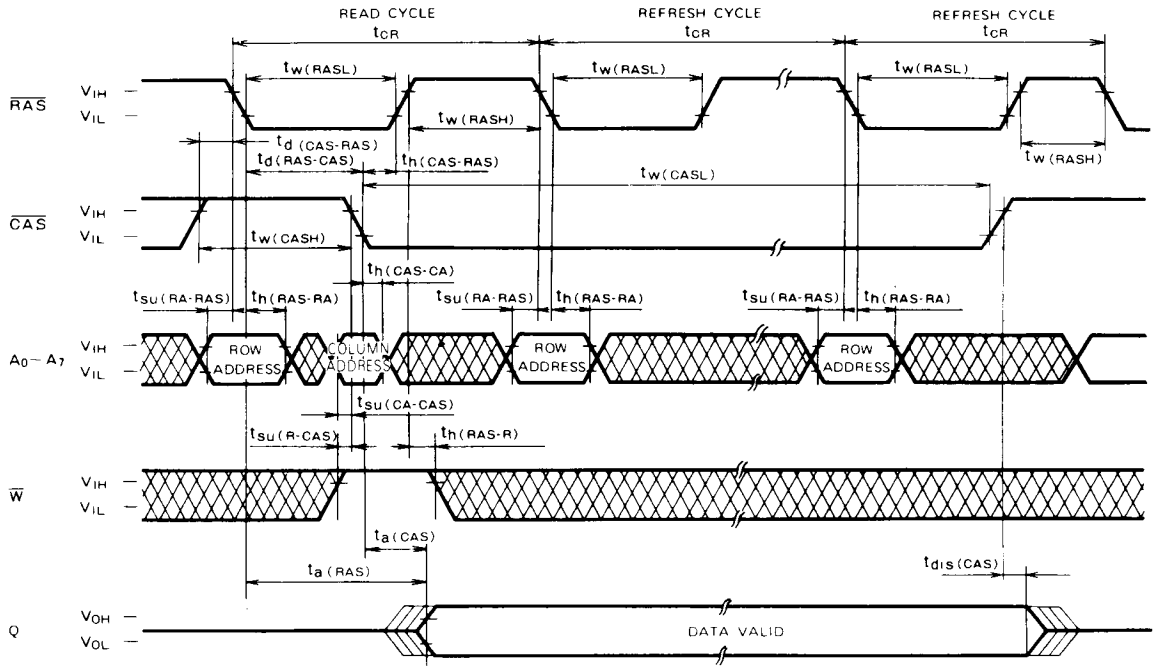 READ CYCLE REFRESH CYCLE REFRESH CYCLE
tCR tCR tCR
tw(RASL) tw(RASL) tw(RASL)
RAS VIH
VIL
tw(RASH) tw(RASH)
td(CAS-RAS)
td(RAS-CAS) th(CAS-RAS)
tw(CASL)
CAS VIH
VIL
tw(CASH)
th(CAS-CA)
tsu(RA-RAS) th(RAS-RA) tsu(RA-RAS) th(RAS-RA) tsu(RA-RAS) th(RAS-RA)
A0–A7 VIH
VIL
ROW ADDRESS
COLUMN ADDRESS
ROW ADDRESS
ROW ADDRESS
tsu(CA-CAS)
tsu(R-CAS) th(RAS-R)
W VIH
VIL
ta(CAS)
ta(RAS) tdis(CAS)
Q VOH
VOL
DATA VALID